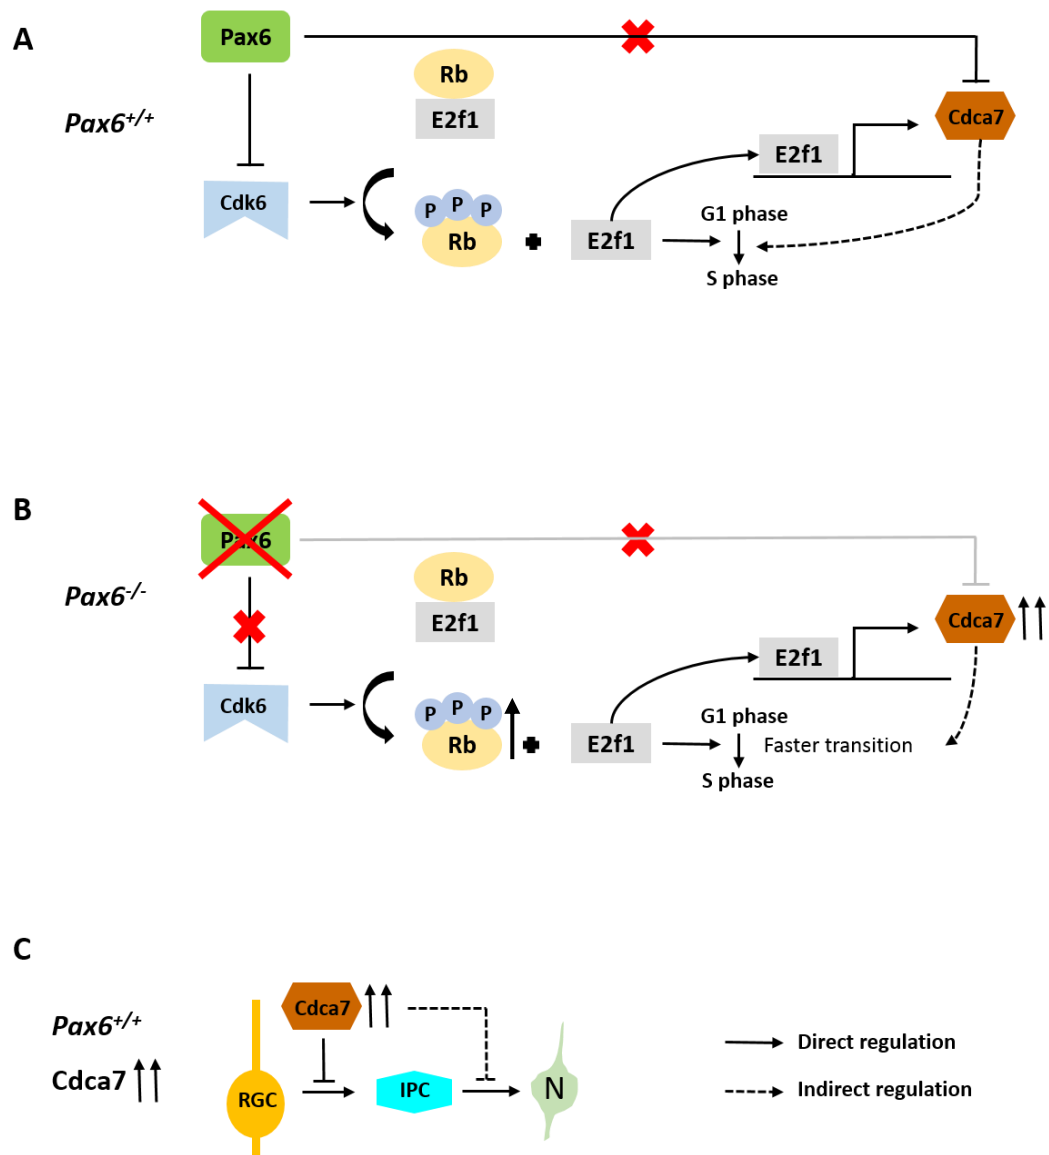 A
Pax6
Pax6+/+
Rb
E2f1
Cdca7
E2f1
Cdk6
P P P
Rb
E2f1
G1 phase
S phase
B
Pax6
Pax6-/-
Rb
E2f1
Cdca7
E2f1
Cdk6
P P P
Rb
E2f1
G1 phase
Faster transition
S phase
C
Pax6+/+
Cdca7
Cdca7
RGC
IPC
N
Direct regulation
Indirect regulation